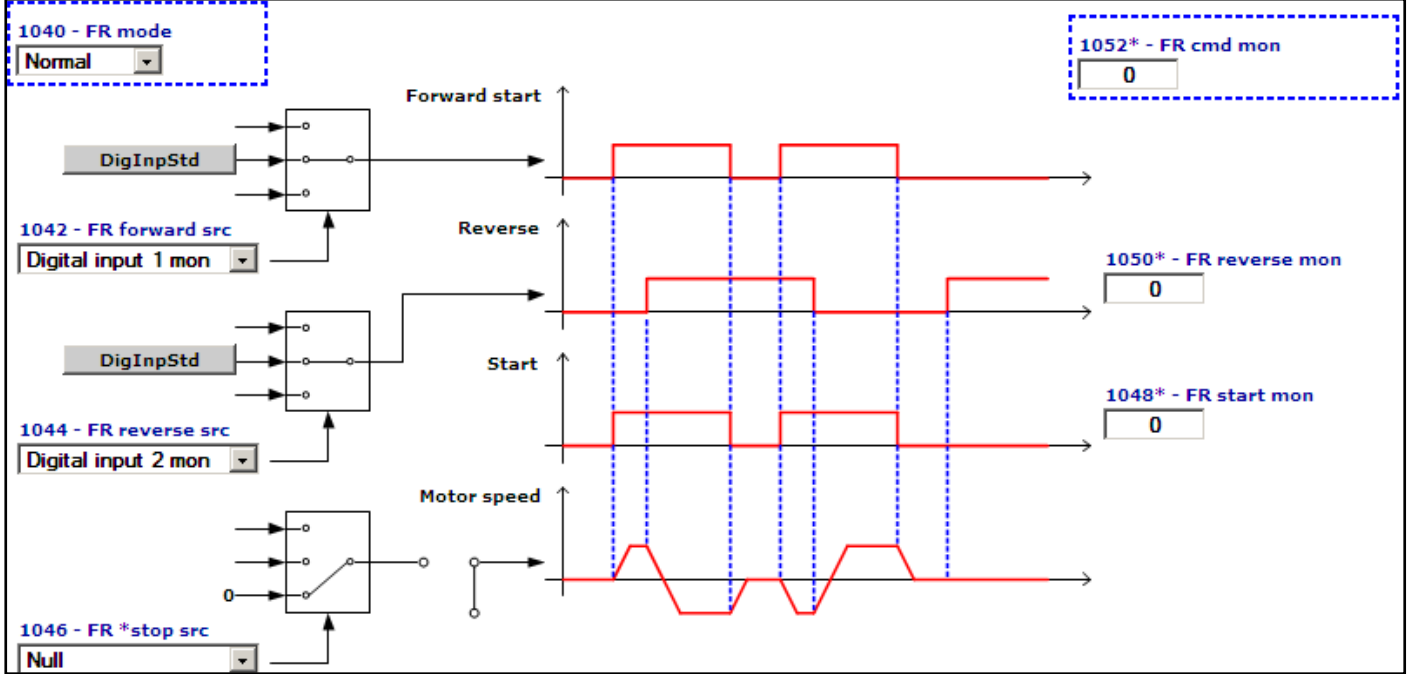 1040 - FR mode
Normal
1052* - FR cmd mon
0
Forward start
DigInpStd
1042 - FR forward src
Digital input 1 mon
Reverse
1050* - FR reverse mon
0
DigInpStd
Start
1048* - FR start mon
0
1044 - FR reverse src
Digital input 2 mon
Motor speed
0
1046 - FR *stop src
Null